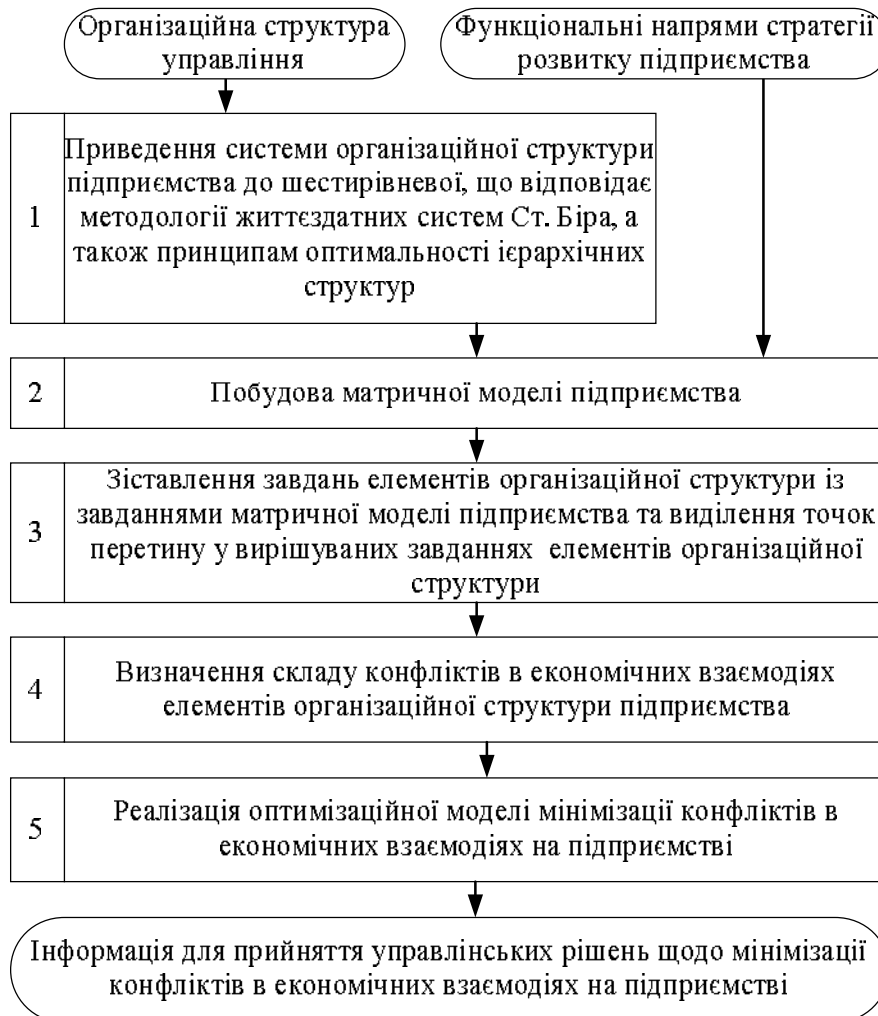 Організаційна структура
управління
Функціональні напрями стратегії
розвитку підприємства
1
Приведення системи організаційної структури
підприємства до шестирівневої, що відповідає
методології життєздатних систем Ст. Біра, а
також принципам оптимальності ієрархічних
структур
2
Побудова матричної моделі підприємства
3
Зіставлення завдань елементів організаційної структури із
завданнями матричної моделі підприємства та виділення точок
перетину у вирішуваних завданнях елементів організаційної
структури
4
Визначення складу конфліктів в економічних взаємодіях
елементів організаційної структури підприємства
5
Реалізація оптимізаційної моделі мінімізації конфліктів в
економічних взаємодіях на підприємстві
Інформація для прийняття управлінських рішень щодо мінімізації
конфліктів в економічних взаємодіях на підприємстві